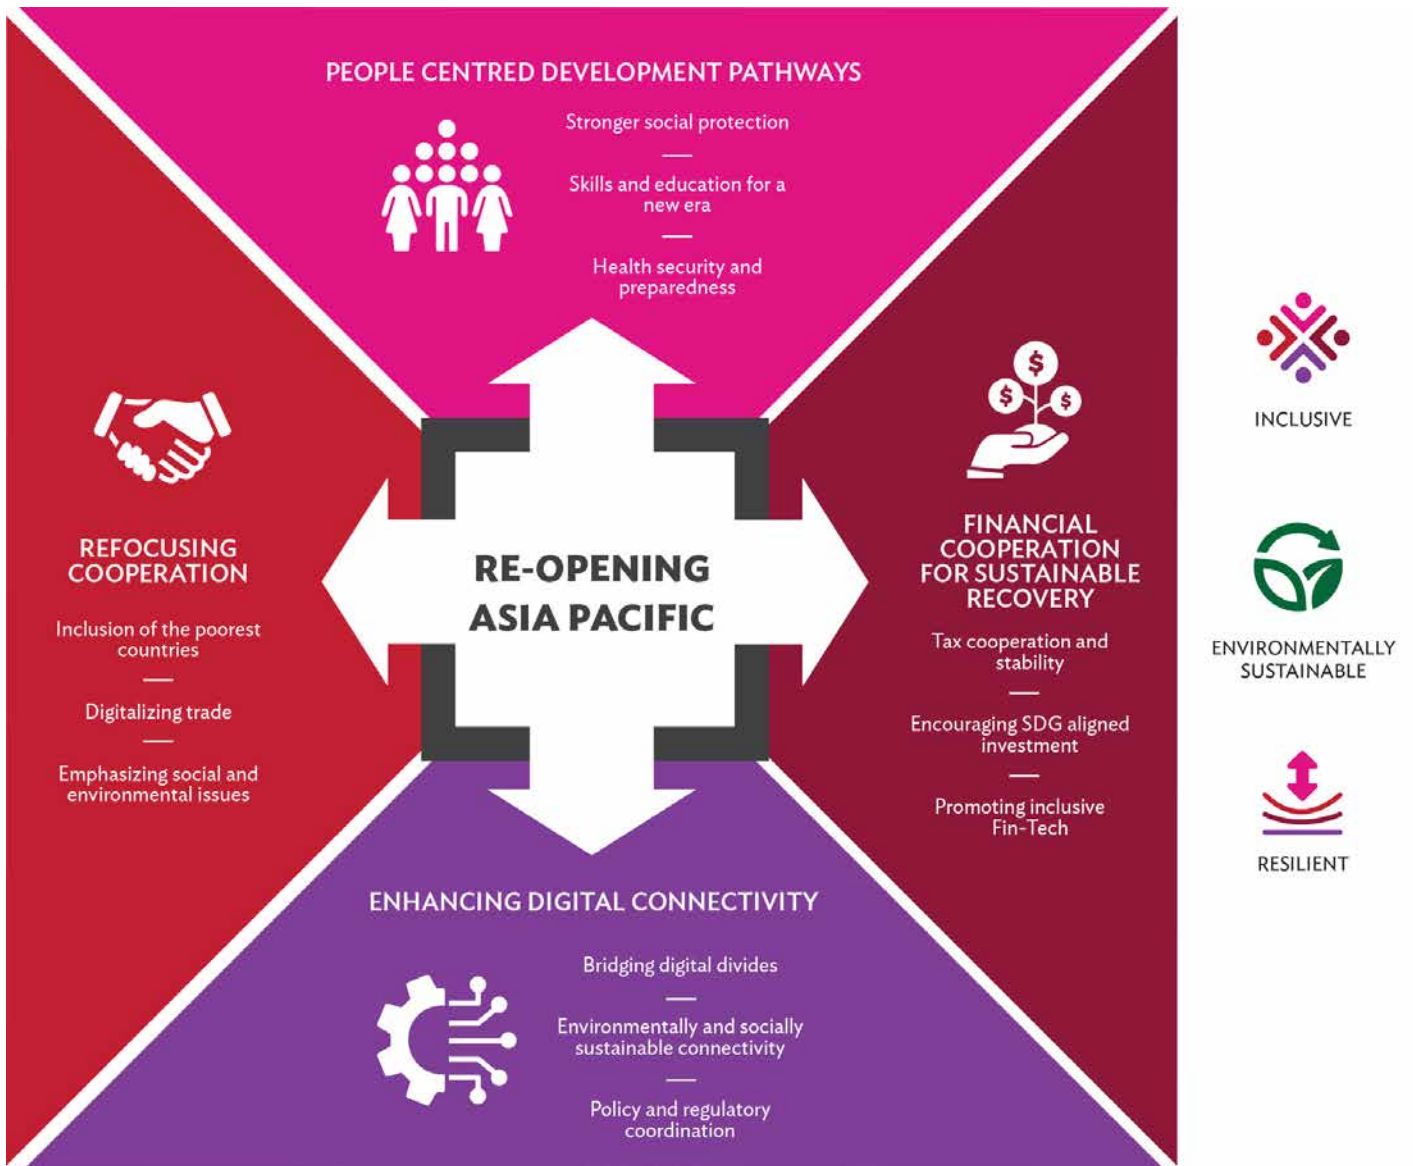 PEOPLE CENTRED DEVELOPMENT PATHWAYS
Stronger social protection
Skills and education for a
new era
Health security and
preparedness
REFOCUSING
COOPERATION
Inclusion of the poorest
countries
Digitalizing trade
Emphasizing social and
environmental issues
RE-OPENING
ASIA PACIFIC
$
$
$
FINANCIAL
COOPERATION
FOR SUSTAINABLE
RECOVERY
Tax cooperation and
stability
Encouraging SDG aligned
investment
Promoting inclusive
Fin-Tech
ENHANCING DIGITAL CONNECTIVITY
Bridging digital divides
Environmentally and socially
sustainable connectivity
Policy and regulatory
coordination
INCLUSIVE
ENVIRONMENTALLY
SUSTAINABLE
RESILIENT